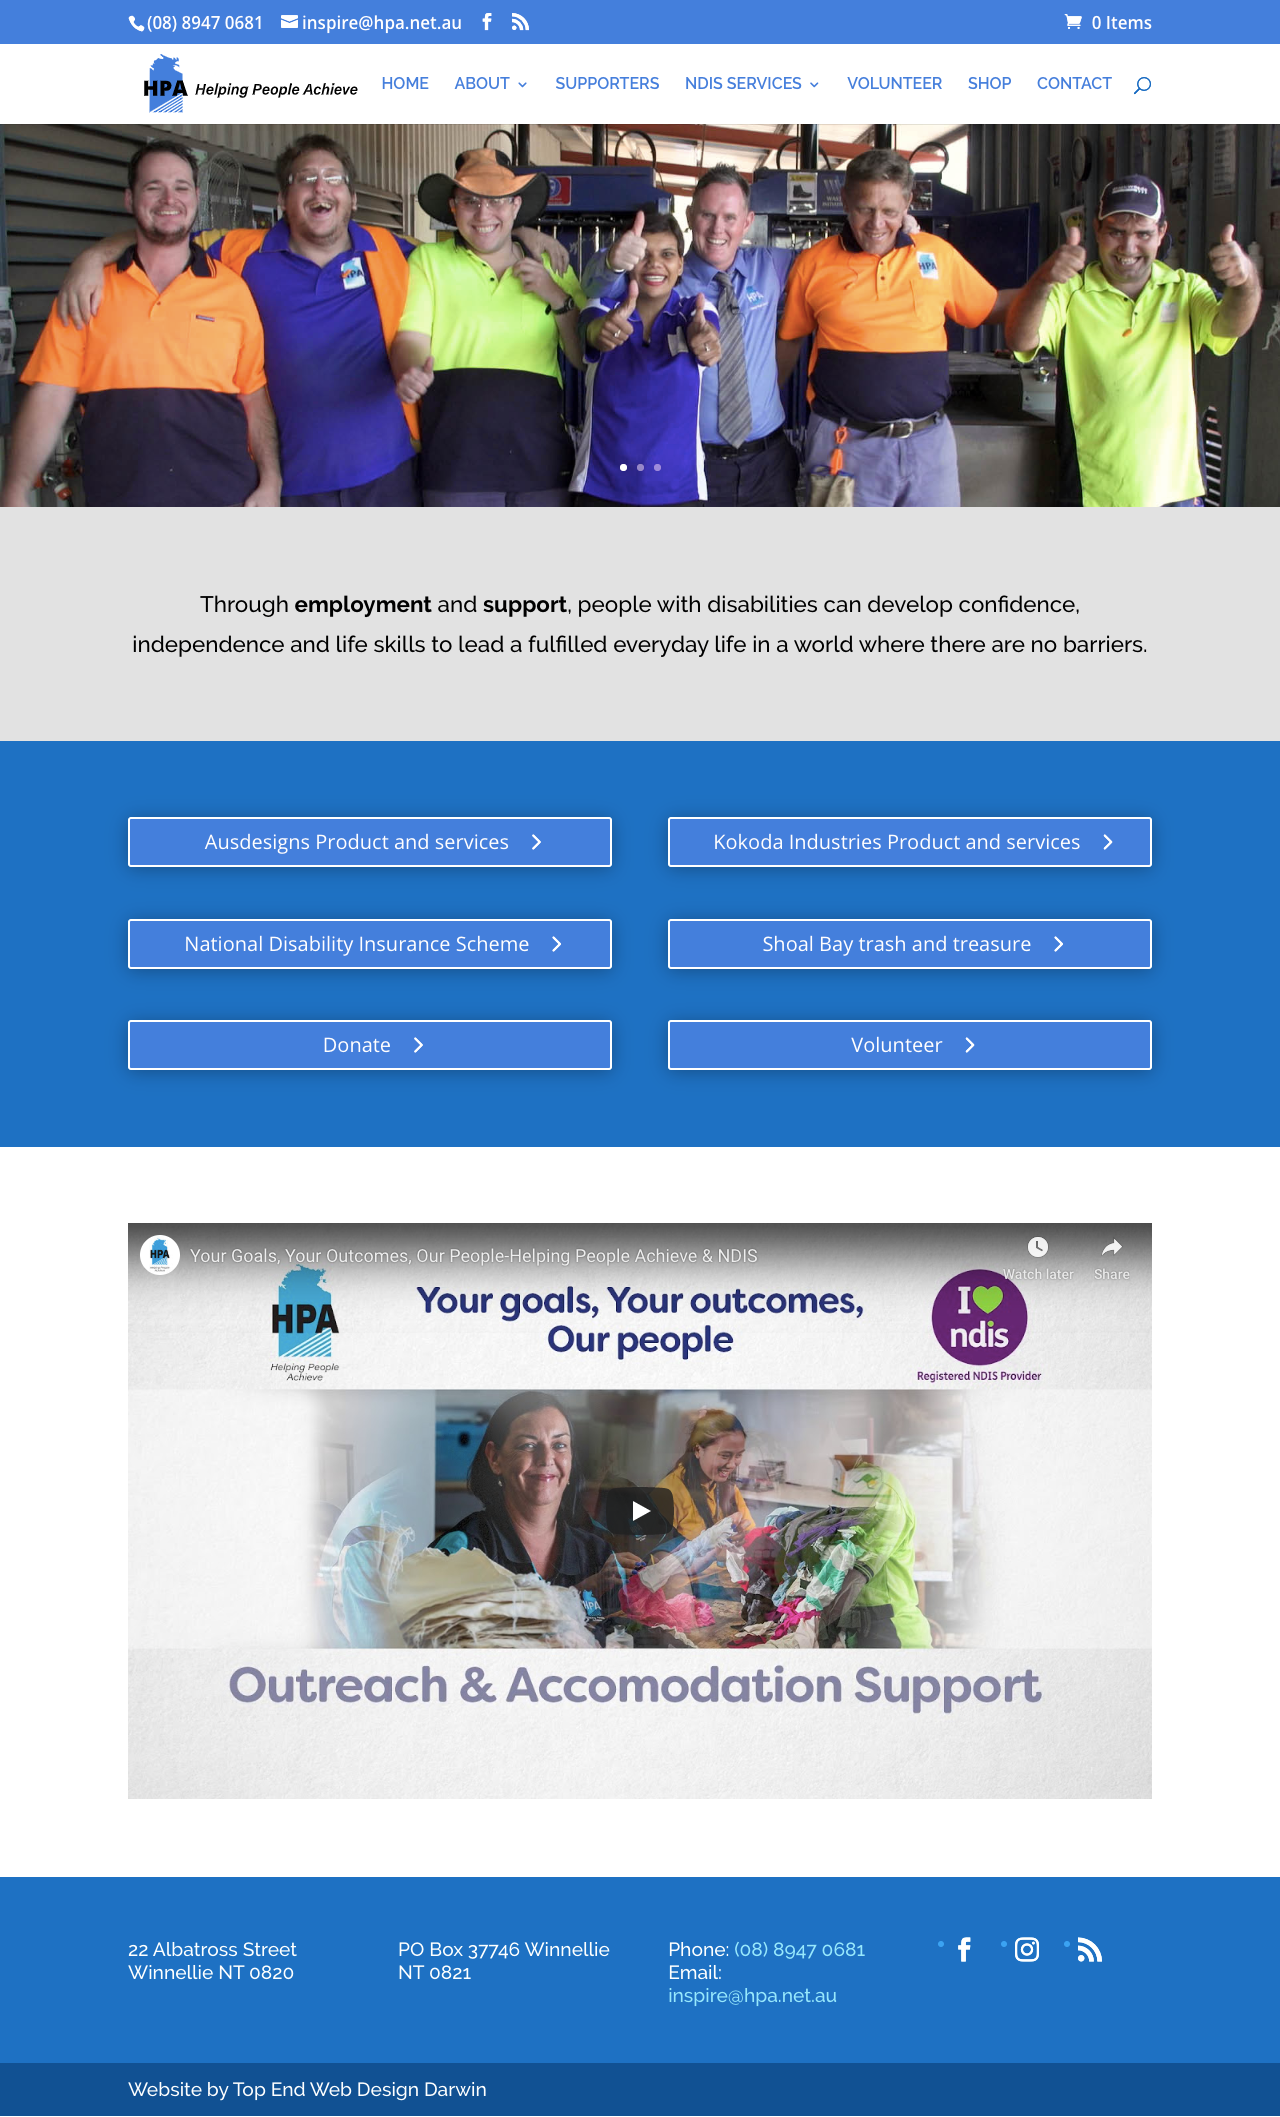 (08) 8947 0681 inspire@hpa.net.au 0 Items
HPA Helping People Achieve HOME ABOUT SUPPORTERS NDIS SERVICES VOLUNTEER SHOP CONTACT
HPA
HPA
HPA
Through employment and support, people with disabilities can develop confidence,
independence and life skills to lead a fulfilled everyday life in a world where there are no barriers.
Ausdesigns Product and services
Kokoda Industries Product and services
National Disability Insurance Scheme
Shoal Bay trash and treasure
Donate
Volunteer
HPA
Your Goals, Your Outcomes, Our People-Helping People Achieve & NDIS
Watch later Share
HPA
Helping People
Achieve
Your goals, Your outcomes,
Our people
I
ndis
Registered NDIS Provider
HPA
Outreach & Accomodation Support
22 Albatross Street
Winnellie NT 0820
PO Box 37746 Winnellie
NT 0821
Phone: (08) 8947 0681
Email:
inspire@hpa.net.au
Website by Top End Web Design Darwin